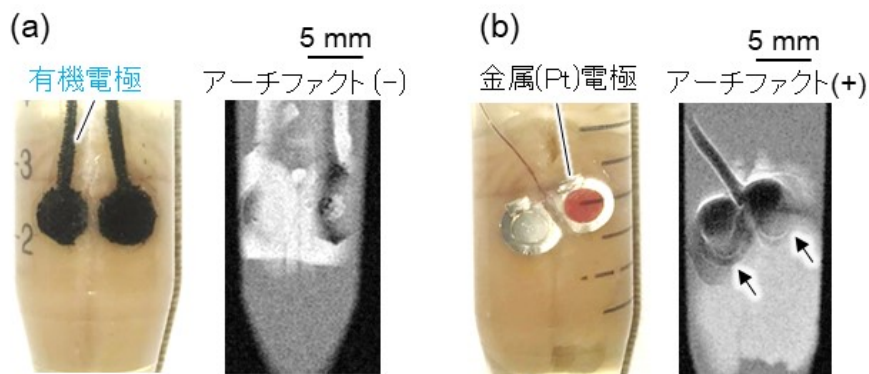 (a)
5 mm
有機電極
アーチファクト(−)
-3
-2
(b)
5 mm
金属(Pt)電極
アーチファクト(+)